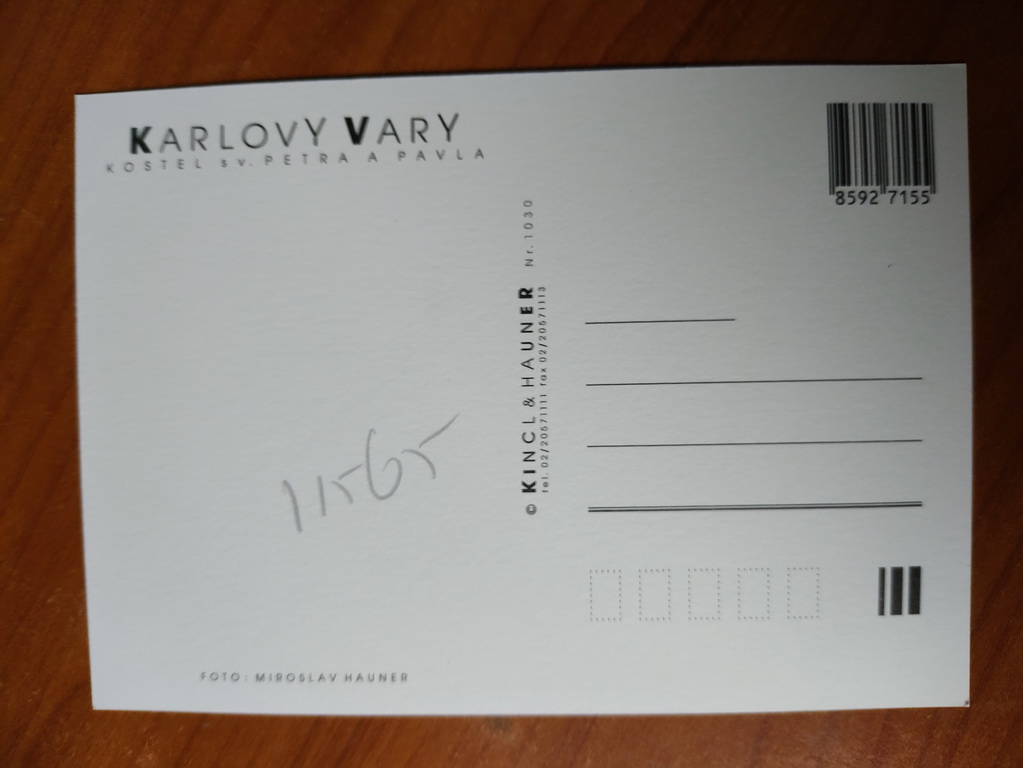 KARLOVY VARY
KOSTEL sv. PETRA A PAVLA
8592 7155
© KINCL & HAUNER Nr. 1030
tel. 02/20571111 fax 02/20571113
11565
FOTO: MIROSLAV HAUNER